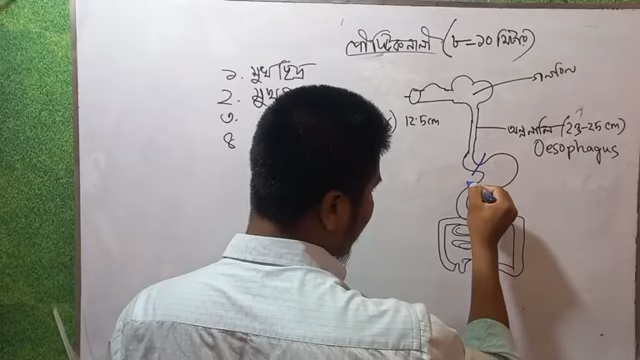 পৌষ্টিকনালী (৮-১০ মিটার)
১. মুখছিদ্র
২.
৩.
৪
12.5cm
গলবিল
অন্ননালি (23-25 cm)
Oesophagus